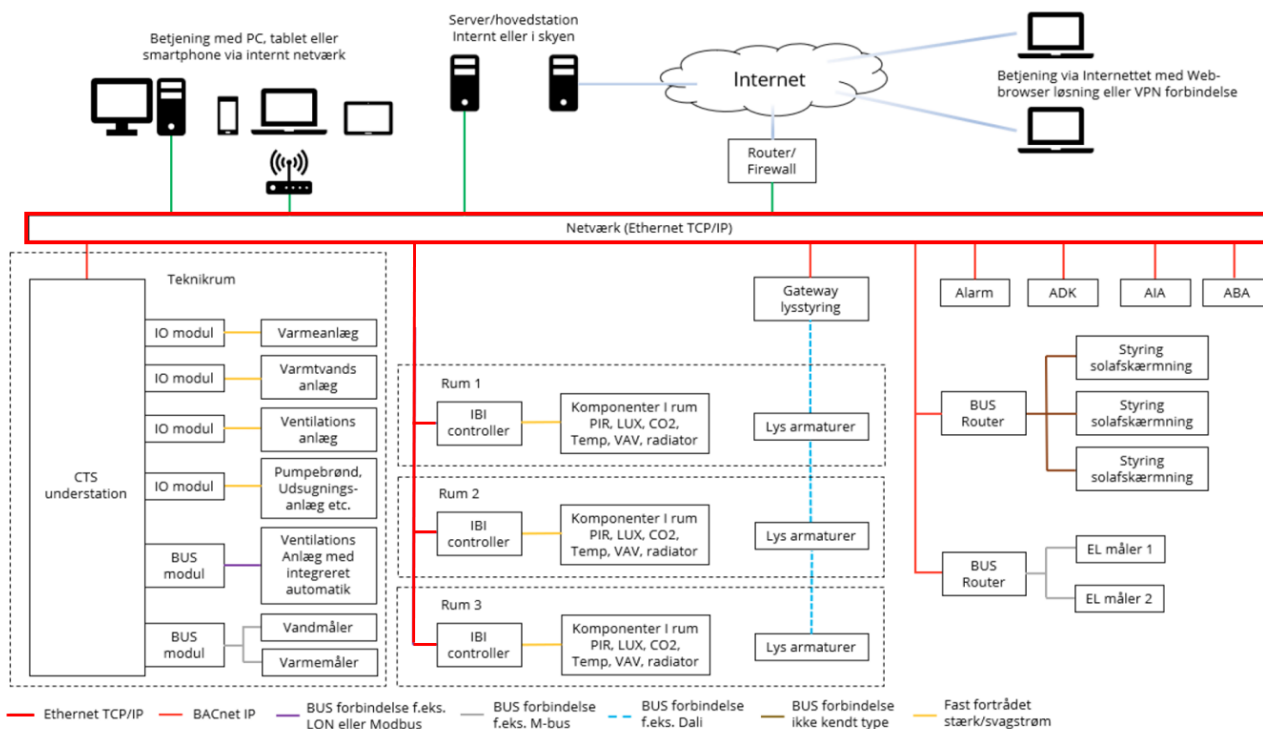 Betjening med PC, tablet eller
smartphone via internt netværk
Server/hovedstation
Internt eller i skyen
Internet
Betjening via Internettet med Web-
browser løsning eller VPN forbindelse
Router/
Firewall
Netværk (Ethernet TCP/IP)
Teknikrum
CTS
understation
IO modul
Varmeanlæg
IO modul
Varmtvands
anlæg
IO modul
Ventilations
anlæg
IO modul
Pumpebrønd,
Udsugnings-
anlæg etc.
BUS
modul
Ventilations
Anlæg med
integreret
automatik
BUS
modul
Vandmåler
Varmemåler
Gateway
lysstyring
Rum 1
IBI
controller
Komponenter I rum
PIR, LUX, CO2,
Temp, VAV, radiator
Lys armaturer
Rum 2
IBI
controller
Komponenter I rum
PIR, LUX, CO2,
Temp, VAV, radiator
Lys armaturer
Rum 3
IBI
controller
Komponenter I rum
PIR, LUX, CO2,
Temp, VAV, radiator
Lys armaturer
Alarm
ADK
AIA
ABA
BUS
Router
Styring
solafskærmning
Styring
solafskærmning
Styring
solafskærmning
BUS
Router
EL måler 1
EL måler 2
Ethernet TCP/IP
BACnet IP
BUS forbindelse f.eks.
LON eller Modbus
BUS forbindelse
f.eks. M-bus
BUS forbindelse
f.eks. Dali
BUS forbindelse
ikke kendt type
Fast fortrådet
stærk/svagstrøm